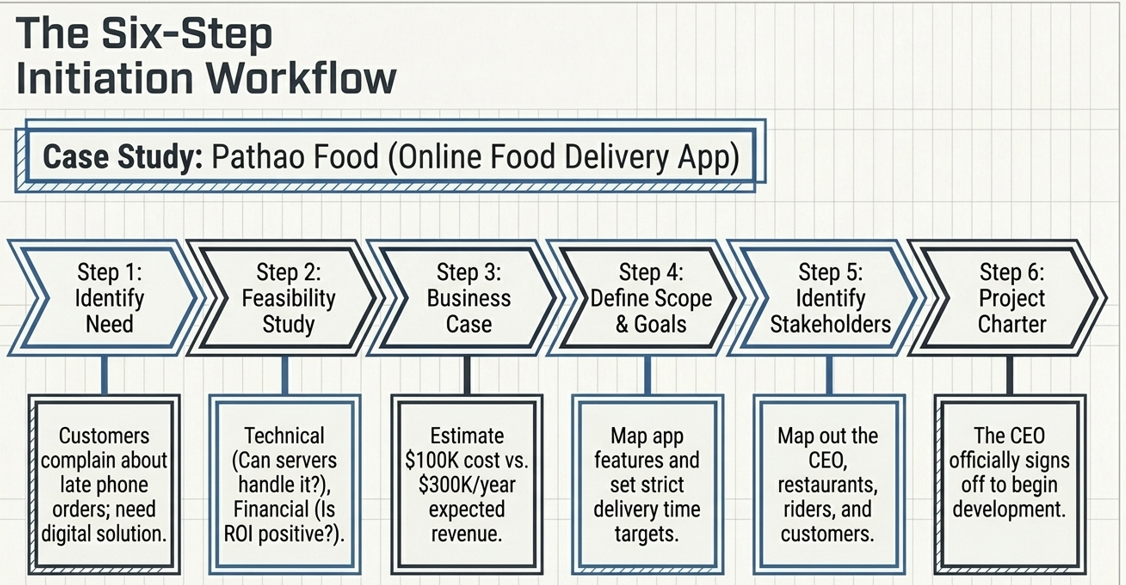 The Six-Step
Initiation Workflow
Case Study: Pathao Food (Online Food Delivery App)
Step 1:
Identify
Need
Step 2:
Feasibility
Study
Step 3:
Business
Case
Step 4:
Define Scope
& Goals
Step 5:
Identify
Stakeholders
Step 6:
Project
Charter
Customers
complain about
late phone
orders; need
digital solution.
Technical
(Can servers
handle it?),
Financial (Is
ROI positive?).
Estimate
$100K cost vs.
$300K/year
expected
revenue.
Map app
features and
set strict
delivery time
targets.
Map out the
CEO,
restaurants,
riders, and
customers.
The CEO
officially signs
off to begin
development.